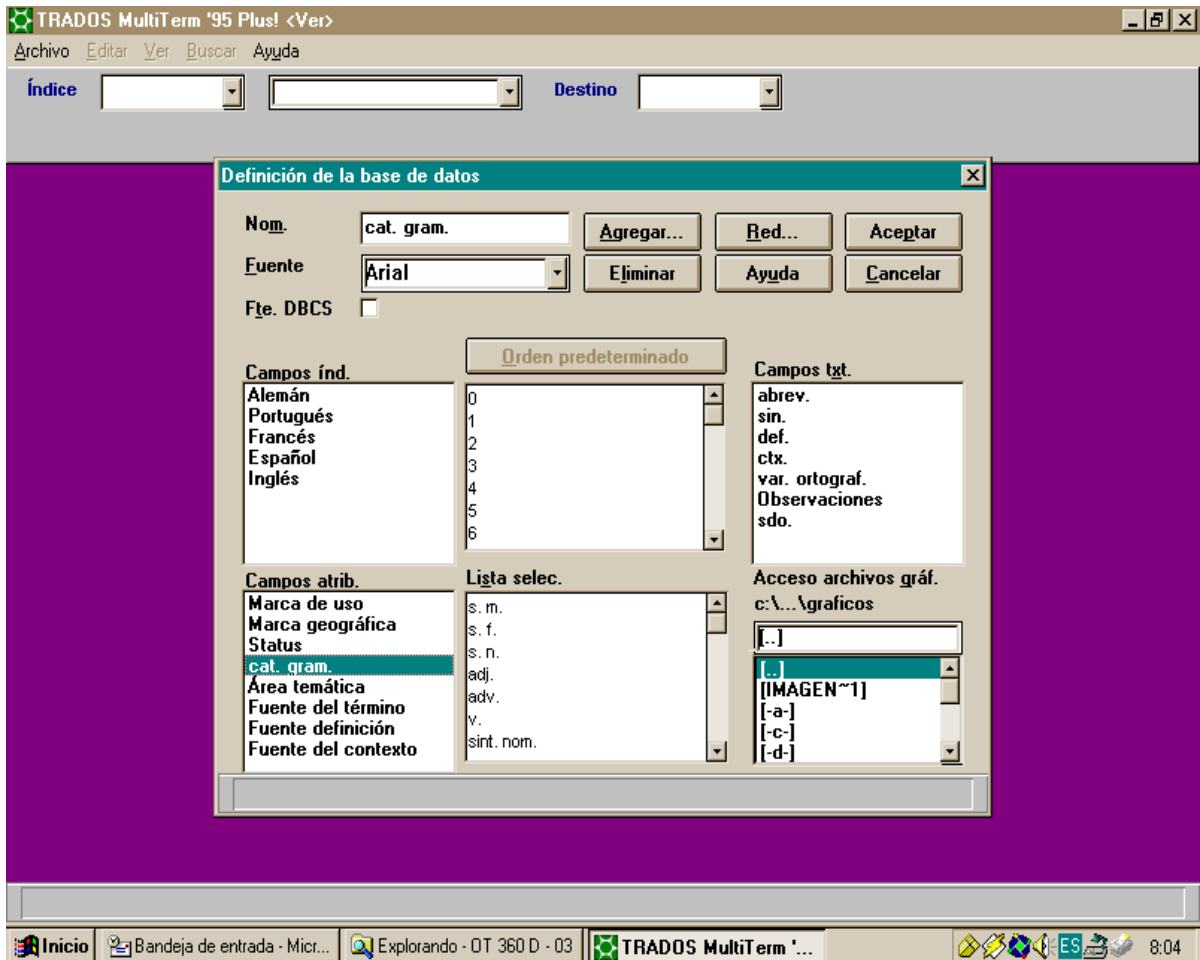 TRADOS MultiTerm '95 Plus! <Ver>
Archivo Editar Ver Buscar Ayuda
Índice Destino
Definición de la base de datos
Nom. cat. gram. Agregar... Red... Aceptar
Fuente Arial Eliminar Ayuda Cancelar
Fte. DBCS
Orden predeterminado
Campos índ.
Alemán
Portugués
Francés
Español
Inglés
0
1
2
3
4
5
6
Campos txt.
abrev.
sin.
def.
ctx.
var. ortograf.
Observaciones
sdo.
Campos atrib.
Marca de uso
Marca geográfica
Status
cat. gram.
Área temática
Fuente del término
Fuente definición
Fuente del contexto
Lista selec.
s. m.
s. f.
s. n.
adj.
adv.
v.
sint. nom.
Acceso archivos gráf.
c:\...\graficos
[..]
[..]
[IMAGEN~1]
[-a-]
[-c-]
[-d-]
Inicio Bandeja de entrada - Micr... Explorando - OT 360 D - 03 TRADOS MultiTerm '... ES 8:04